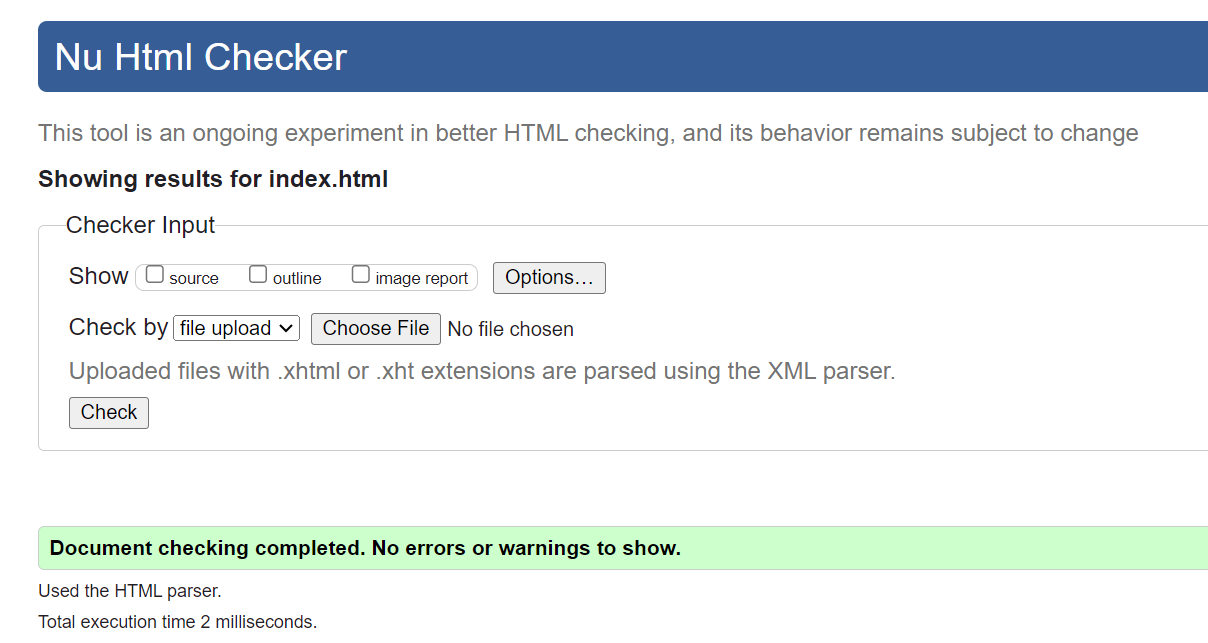 Nu Html Checker
This tool is an ongoing experiment in better HTML checking, and its behavior remains subject to change
Showing results for index.html
Checker Input
Show source outline image report Options...
Check by file upload Choose File No file chosen
Uploaded files with .xhtml or .xht extensions are parsed using the XML parser.
Check
Document checking completed. No errors or warnings to show.
Used the HTML parser.
Total execution time 2 milliseconds.